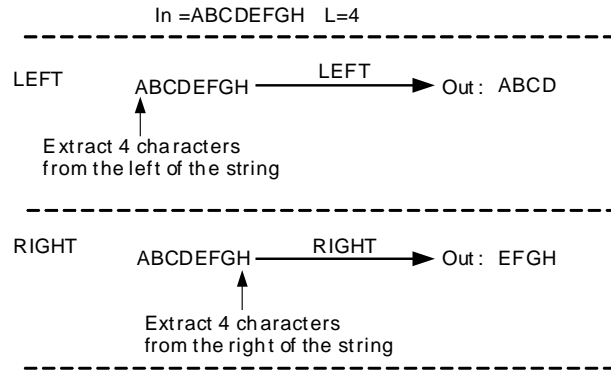 In =ABCDEFGH L=4
LEFT ABCDEFGH LEFT Out: ABCD
Extract 4 characters
from the left of the string
RIGHT ABCDEFGH RIGHT Out: EFGH
Extract 4 characters
from the right of the string